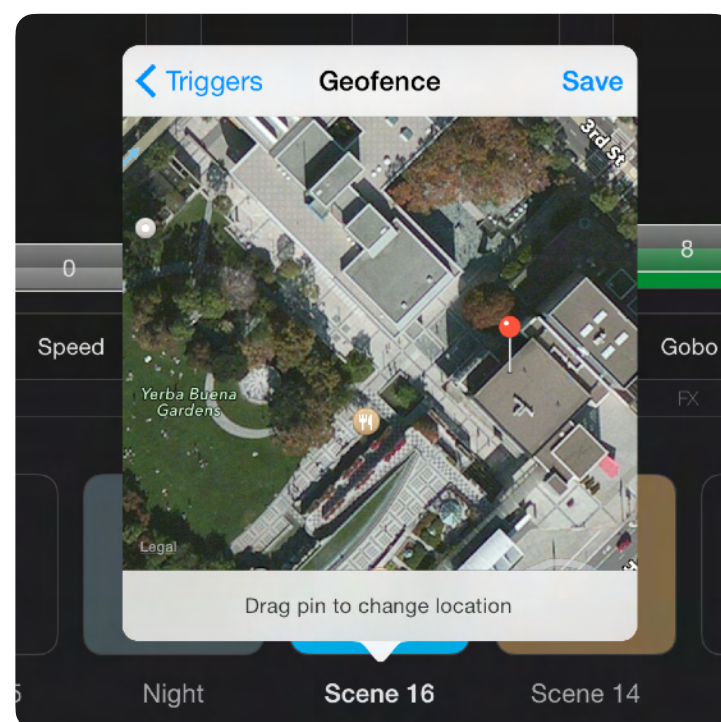 Triggers
Geofence
Save
3rd St
0
8
Speed
Gobo
Yerba Buena
Gardens
FX
Legal
Drag pin to change location
Night
Scene 16
Scene 14